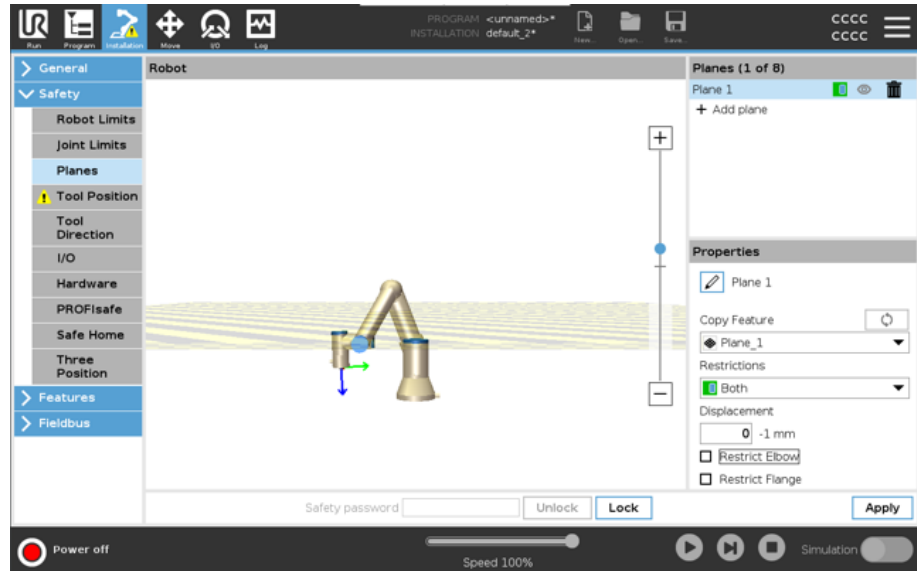 PROGRAM <unnamed>*
INSTALLATION default_2*
Run Program Installation Move I/O Log New... Open... Save...
cccc
cccc
General
Safety
Robot Limits
Joint Limits
Planes
Tool Position
Tool
Direction
I/O
Hardware
PROFIsafe
Safe Home
Three
Position
Features
Fieldbus
Robot
Planes (1 of 8)
Plane 1
+ Add plane
Properties
Plane 1
Copy Feature
Plane_1
Restrictions
Both
Displacement
0 -1 mm
Restrict Elbow
Restrict Flange
Safety password Unlock Lock Apply
Power off
Speed 100%
Simulation